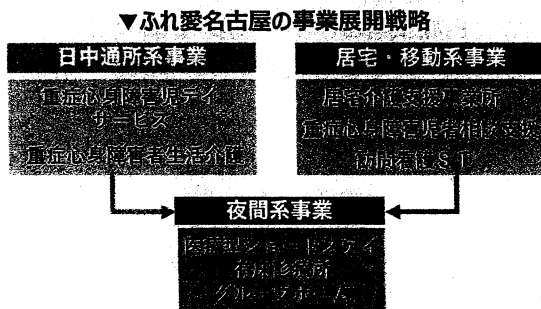 ▼ふれ愛名古屋の事業展開戦略
日中通所系事業
重症心身障害児デイ
サービス
重症心身障害者生活介護
居宅・移動系事業
居宅介護支援事業所
重症心身障害児者相談支援
訪問看護ST
夜間系事業
医療型ショートステイ
有床診療所
グループホーム